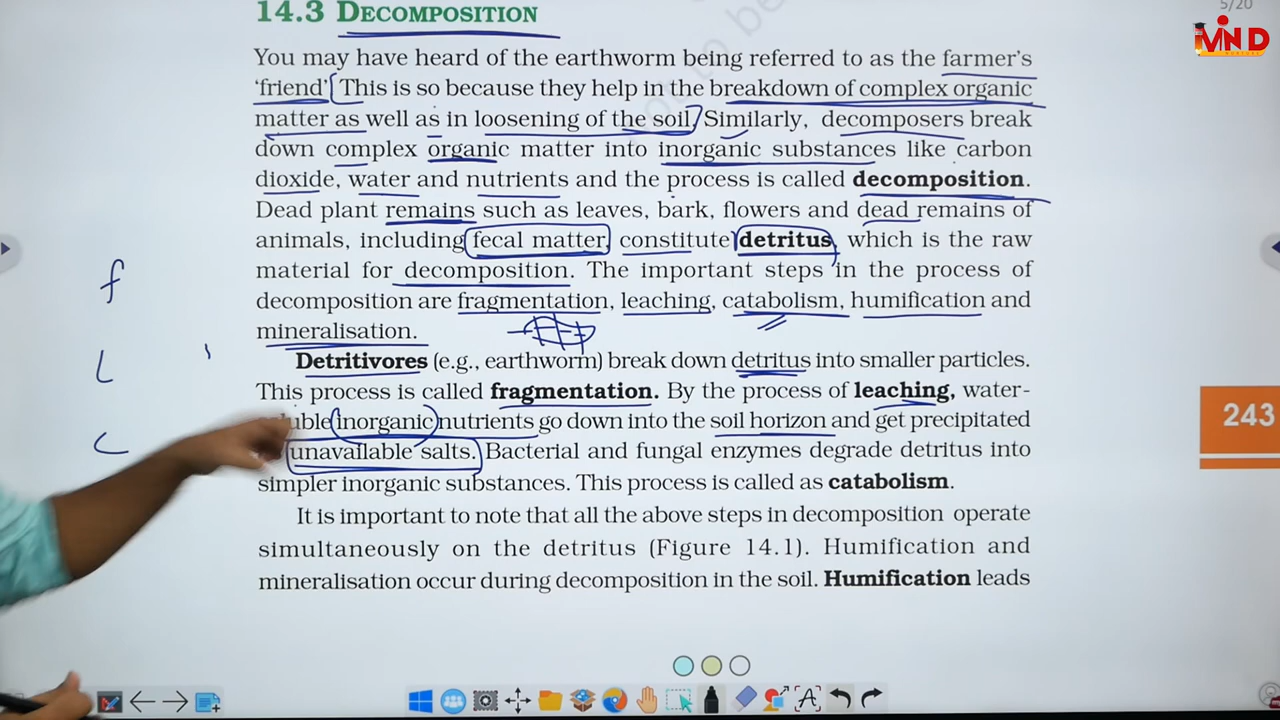 5/20
MIND
14.3 DECOMPOSITION
You may have heard of the earthworm being referred to as the farmer's
'friend'. This is so because they help in the breakdown of complex organic
matter as well as in loosening of the soil. Similarly, decomposers break
down complex organic matter into inorganic substances like carbon
dioxide, water and nutrients and the process is called decomposition.
Dead plant remains such as leaves, bark, flowers and dead remains of
animals, including fecal matter, constitute detritus, which is the raw
material for decomposition. The important steps in the process of
decomposition are fragmentation, leaching, catabolism, humification and
mineralisation.
Detritivores (e.g., earthworm) break down detritus into smaller particles.
This process is called fragmentation. By the process of leaching, water-
inorganic nutrients go down into the soil horizon and get precipitated
unavailable salts. Bacterial and fungal enzymes degrade detritus into
simpler inorganic substances. This process is called as catabolism.
It is important to note that all the above steps in decomposition operate
simultaneously on the detritus (Figure 14.1). Humification and
mineralisation occur during decomposition in the soil. Humification leads
f
L
C
243